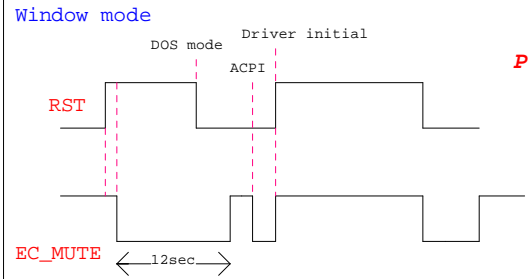 Window mode
Driver initial
DOS mode
P
ACPI
RST
EC_MUTE
12sec